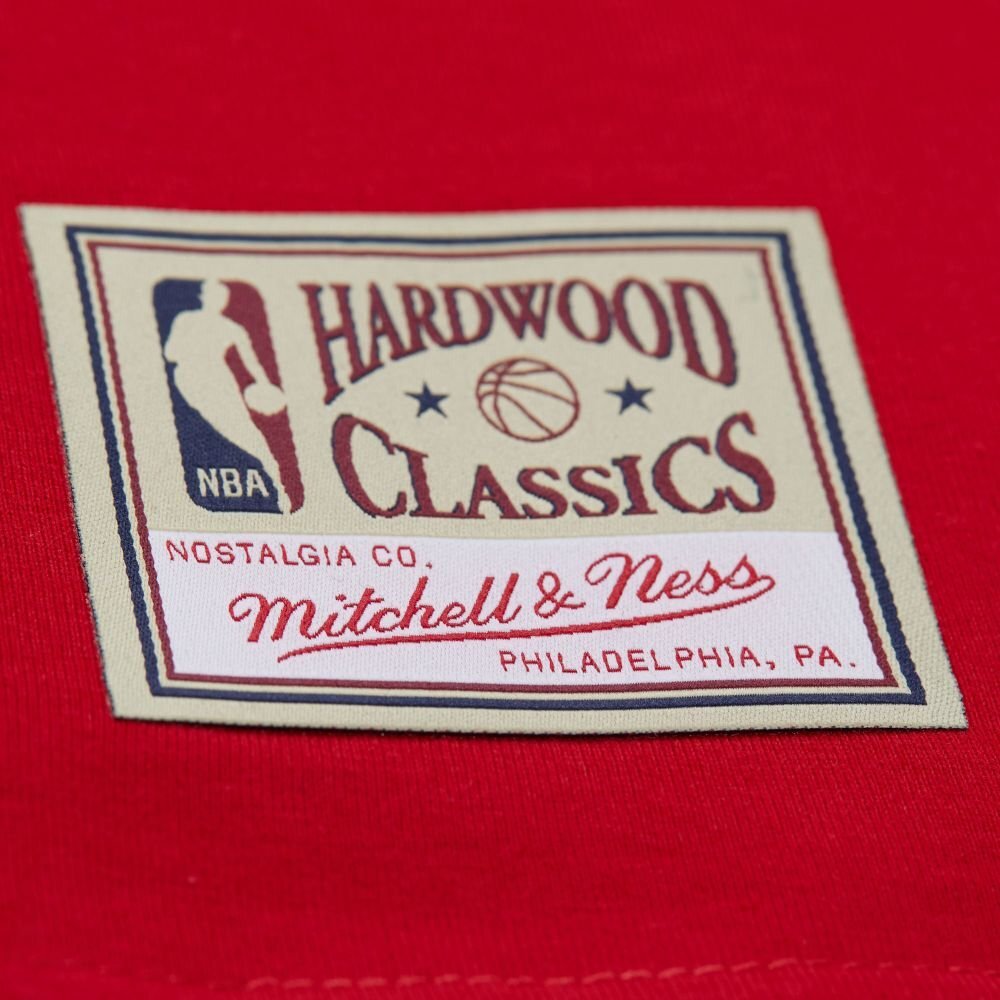 HARDWOOD
CLASSICS
NBA
NOSTALGIA CO.
Mitchell & Ness
PHILADELPHIA, PA.